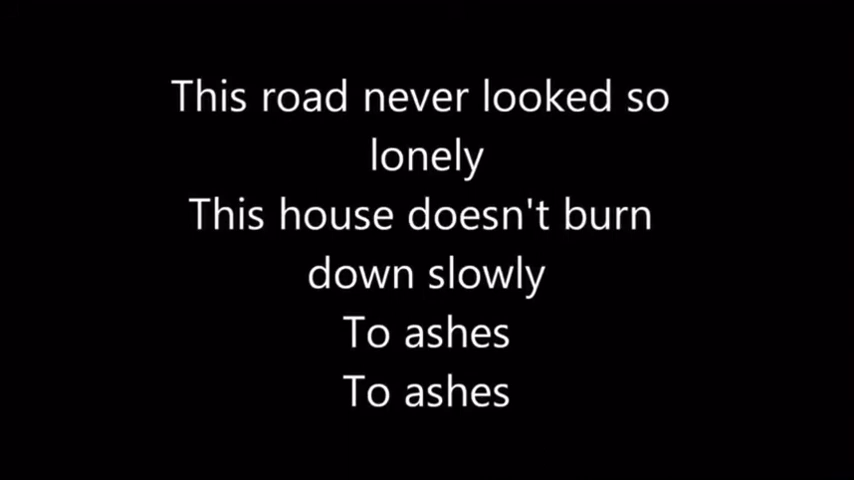 This road never looked so
lonely
This house doesn't burn
down slowly
To ashes
To ashes